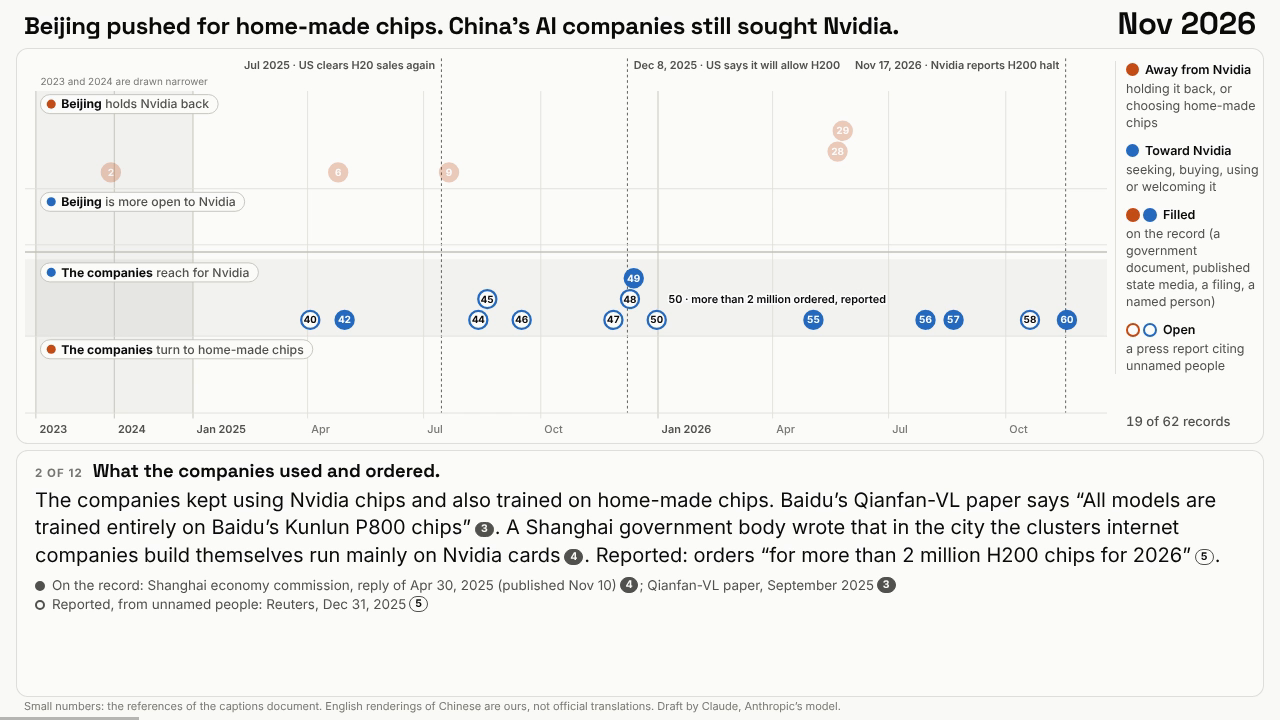 Beijing pushed for home-made chips. China's AI companies still sought Nvidia.
Nov 2026
Jul 2025 · US clears H20 sales again
Dec 8, 2025 · US says it will allow H200
Nov 17, 2026 · Nvidia reports H200 halt
2023 and 2024 are drawn narrower
Beijing holds Nvidia back
29
28
2
6
9
Beijing is more open to Nvidia
The companies reach for Nvidia
49
45
48
50 · more than 2 million ordered, reported
40
42
44
46
47
50
55
56
57
58
60
The companies turn to home-made chips
2023
2024
Jan 2025
Apr
Jul
Oct
Jan 2026
Apr
Jul
Oct
Away from Nvidia
holding it back, or
choosing home-made
chips
Toward Nvidia
seeking, buying, using
or welcoming it
Filled
on the record (a
government
document, published
state media, a filing, a
named person)
Open
a press report citing
unnamed people
19 of 62 records
2 OF 12 What the companies used and ordered.
The companies kept using Nvidia chips and also trained on home-made chips. Baidu's Qianfan-VL paper says “All models are
trained entirely on Baidu's Kunlun P800 chips” 3. A Shanghai government body wrote that in the city the clusters internet
companies build themselves run mainly on Nvidia cards 4. Reported: orders “for more than 2 million H200 chips for 2026” 5.
On the record: Shanghai economy commission, reply of Apr 30, 2025 (published Nov 10) 4; Qianfan-VL paper, September 2025 3
Reported, from unnamed people: Reuters, Dec 31, 2025 5
Small numbers: the references of the captions document. English renderings of Chinese are ours, not official translations. Draft by Claude, Anthropic's model.